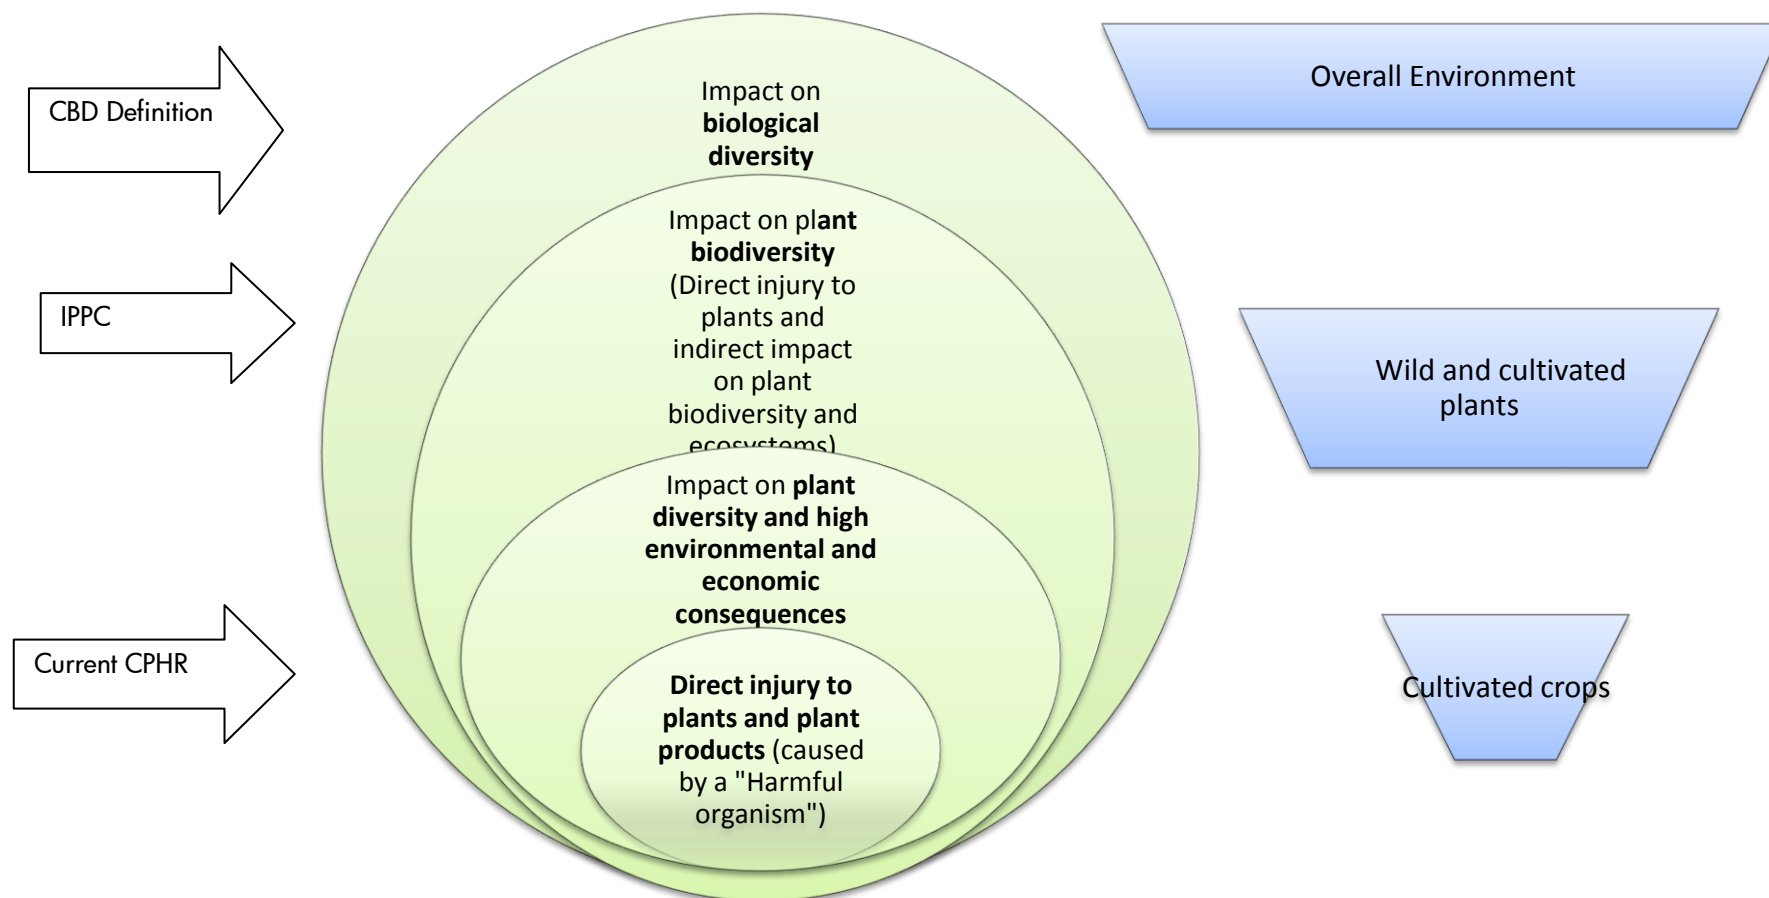 CBD Definition
Impact on
biological
diversity
Overall Environment
IPPC
Impact on plant
biodiversity
(Direct injury to
plants and
indirect impact
on plant
biodiversity and
ecosystems)
Wild and cultivated
plants
Current CPHR
Impact on plant
diversity and high
environmental and
economic
consequences
Direct injury to
plants and plant
products (caused
by a "Harmful
organism")
Cultivated crops